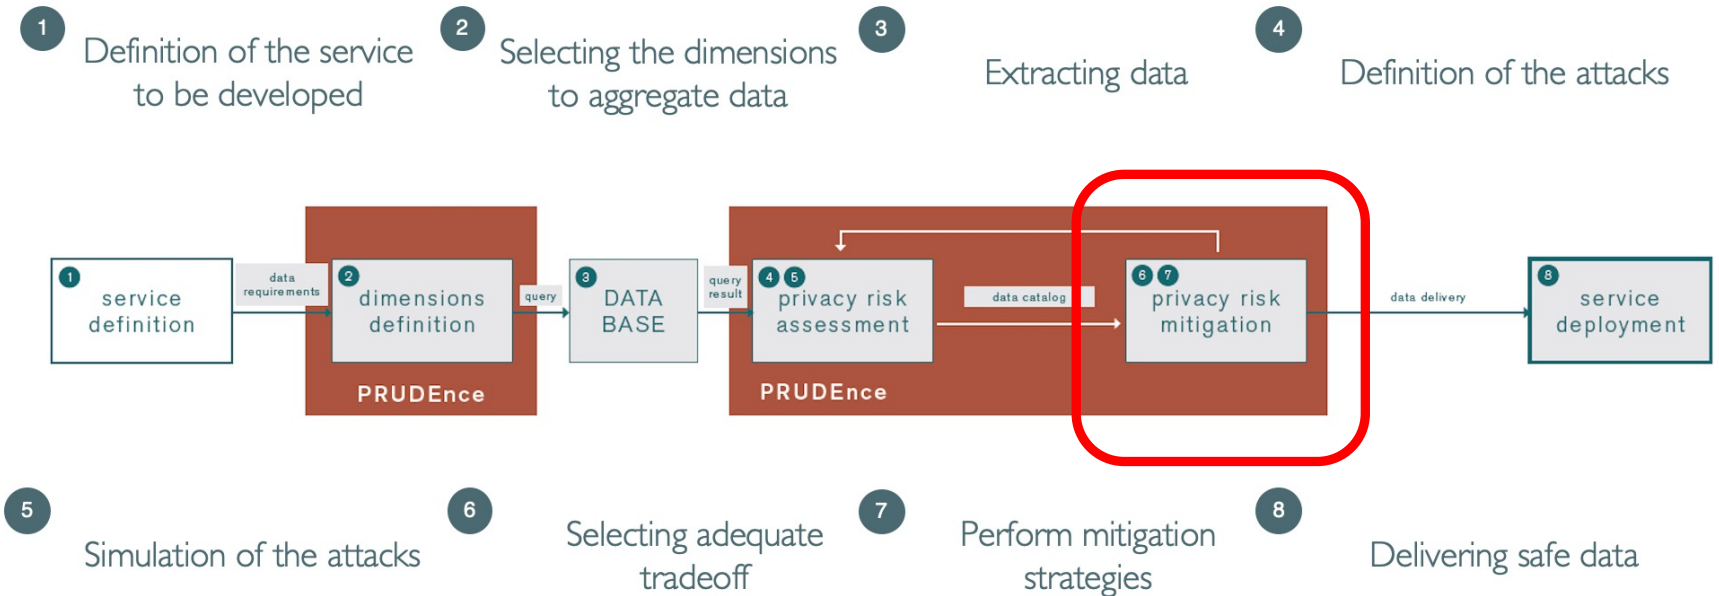 1
Definition of the service
to be developed
2
Selecting the dimensions
to aggregate data
3
Extracting data
4
Definition of the attacks
1
service
definition
data
requirements
2
dimensions
definition
PRUDEnce
query
3
DATA
BASE
query
result
4 5
privacy risk
assessment
PRUDEnce
data catalog
6 7
privacy risk
mitigation
data delivery
8
service
deployment
5
Simulation of the attacks
6
Selecting adequate
tradeoff
7
Perform mitigation
strategies
8
Delivering safe data